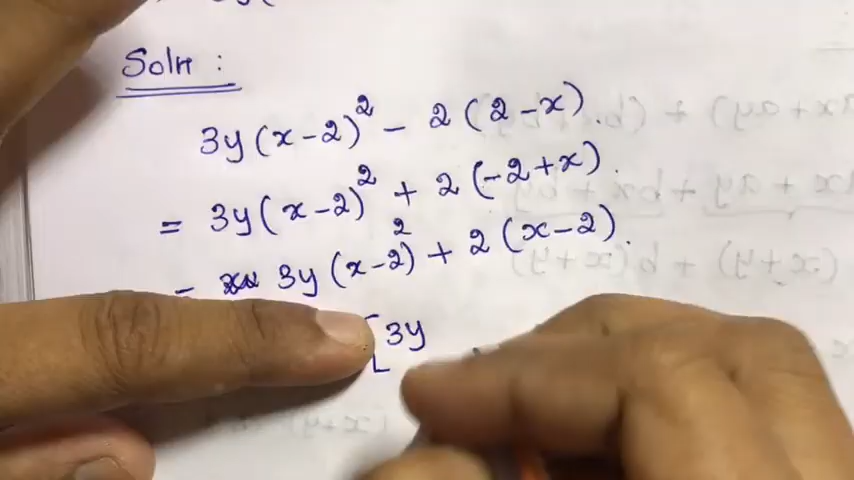 Soln :
3y(x-2)² - 2(2-x).
= 3y(x-2)² + 2(-2+x).
= 3y(x-2)² + 2(x-2).
[3y